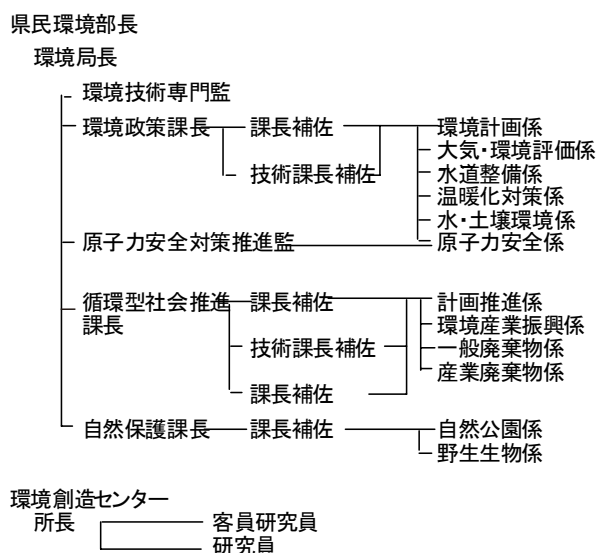 県民環境部長
環境局長
環境技術専門監
環境政策課長 課長補佐 環境計画係
大気・環境評価係
技術課長補佐 水道整備係
温暖化対策係
水・土壌環境係
原子力安全対策推進監 原子力安全係
循環型社会推進 課長補佐 計画推進係
課長 環境産業振興係
技術課長補佐 一般廃棄物係
産業廃棄物係
課長補佐
自然保護課長 課長補佐 自然公園係
野生生物係
環境創造センター
所長 客員研究員
研究員